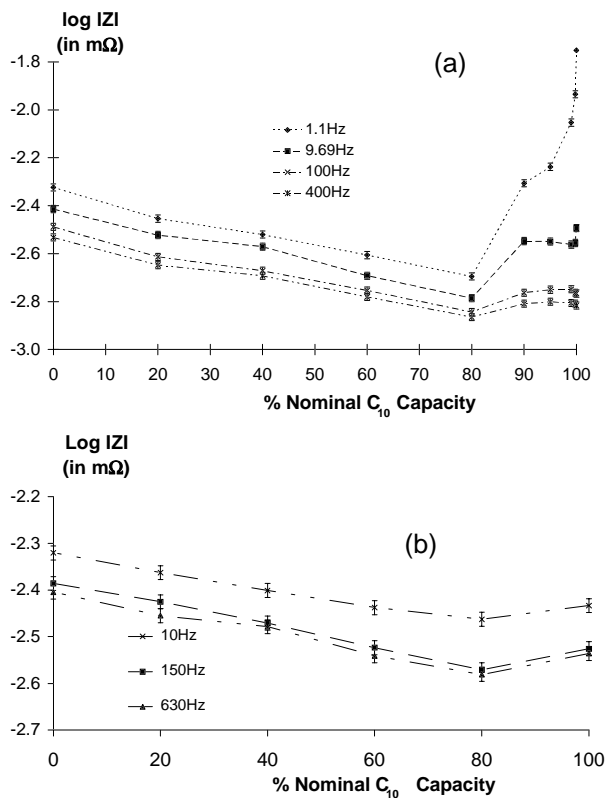 log IZI
(in mΩ)
(a)
-1.8
-2.0
-2.2
-2.4
-2.6
-2.8
-3.0
1.1Hz
9.69Hz
100Hz
400Hz
0 10 20 30 40 50 60 70 80 90 100
% Nominal C10 Capacity
Log IZI
(in mΩ)
(b)
-2.2
-2.3
-2.4
-2.5
-2.6
-2.7
10Hz
150Hz
630Hz
0 20 40 60 80 100
% Nominal C10 Capacity